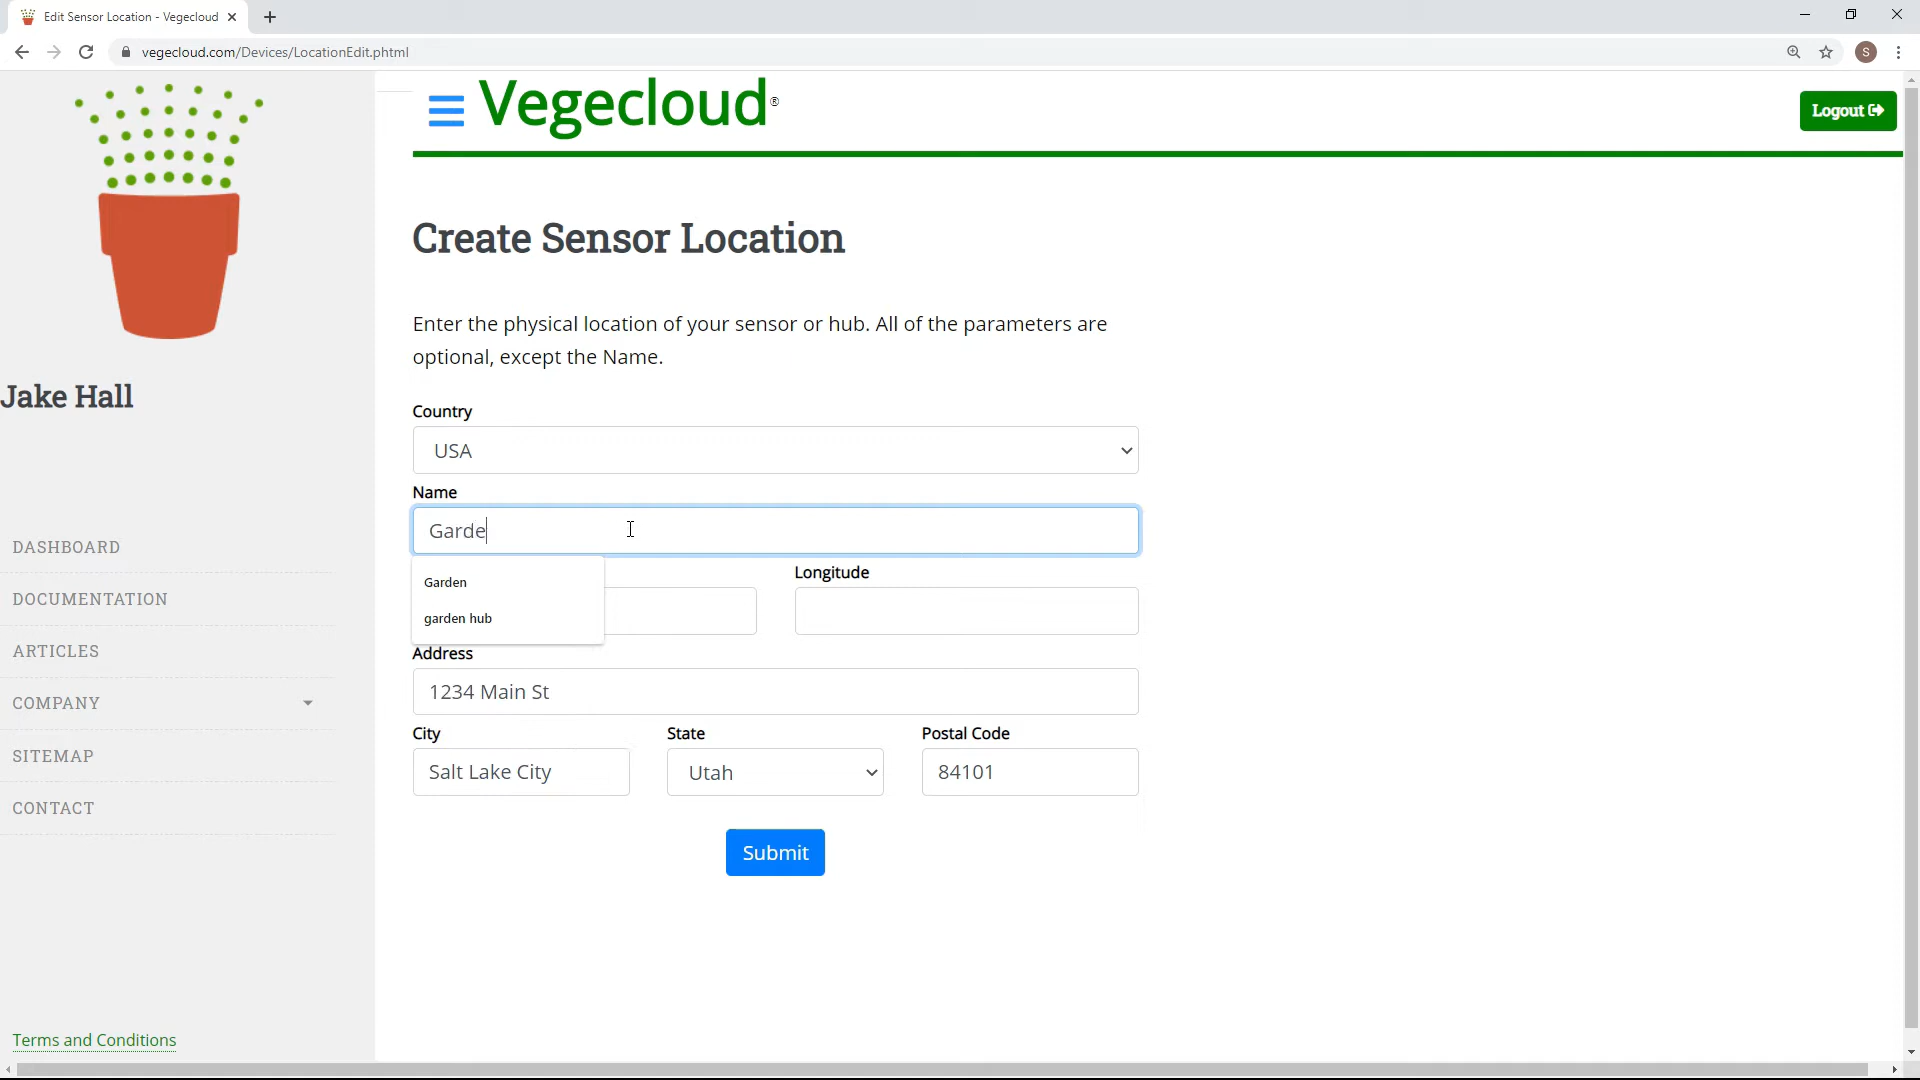 Edit Sensor Location - Vegecloud
vegecloud.com/Devices/LocationEdit.phtml
S
Vegecloud®
Logout
Jake Hall
DASHBOARD
DOCUMENTATION
ARTICLES
COMPANY
SITEMAP
CONTACT
Terms and Conditions
Create Sensor Location
Enter the physical location of your sensor or hub. All of the parameters are
optional, except the Name.
Country
USA
Name
Garde
Garden
garden hub
Longitude
Address
1234 Main St
City State Postal Code
Salt Lake City Utah 84101
Submit